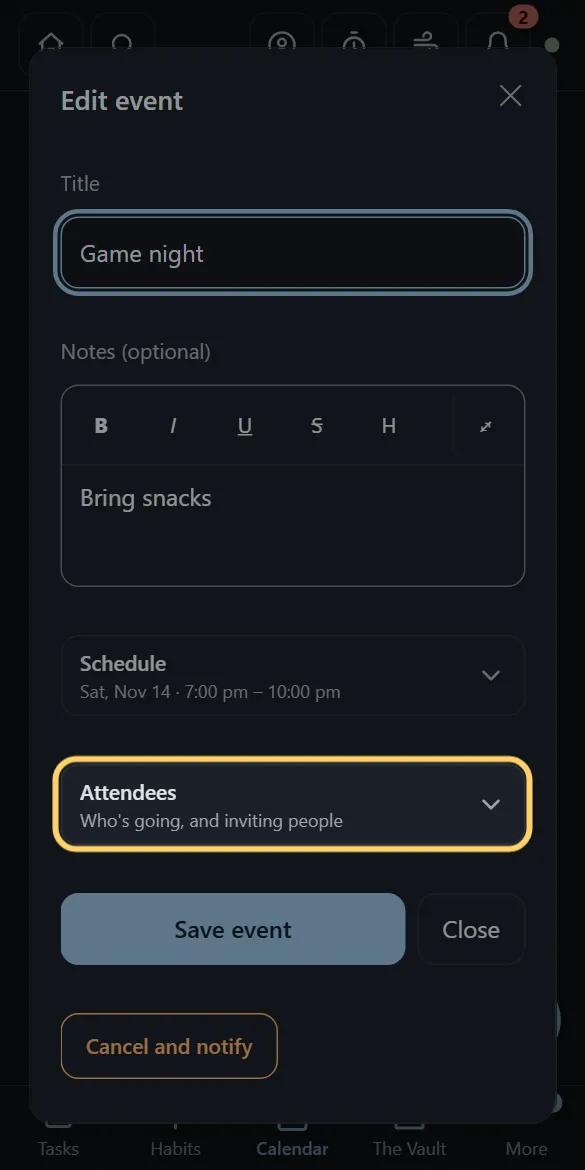 2
Edit event
Title
Game night
Notes (optional)
B I U S H
Bring snacks
Schedule
Sat, Nov 14 · 7:00 pm – 10:00 pm
Attendees
Who's going, and inviting people
Save event Close
Cancel and notify
Tasks Habits Calendar The Vault More